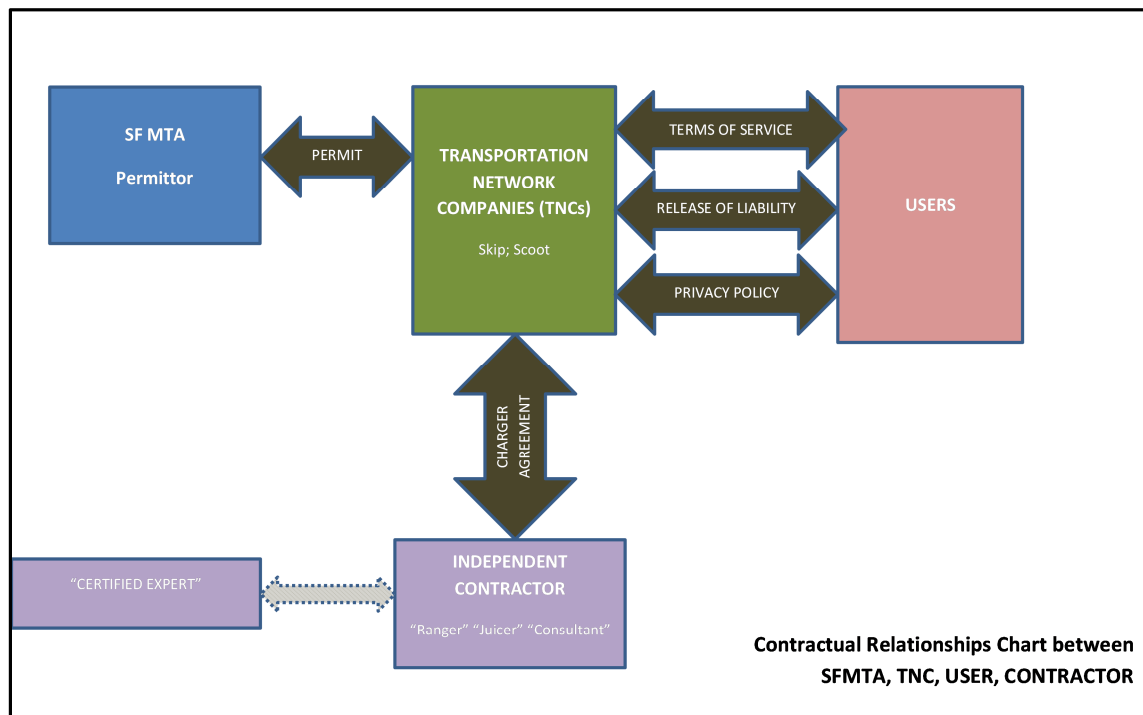 SF MTA
Permittor
PERMIT
TRANSPORTATION
NETWORK
COMPANIES (TNCs)
Skip; Scoot
TERMS OF SERVICE
RELEASE OF LIABILITY
PRIVACY POLICY
USERS
CHARGER
AGREEMENT
"CERTIFIED EXPERT"
INDEPENDENT
CONTRACTOR
“Ranger” “Juicer” “Consultant”
Contractual Relationships Chart between
SFMTA, TNC, USER, CONTRACTOR